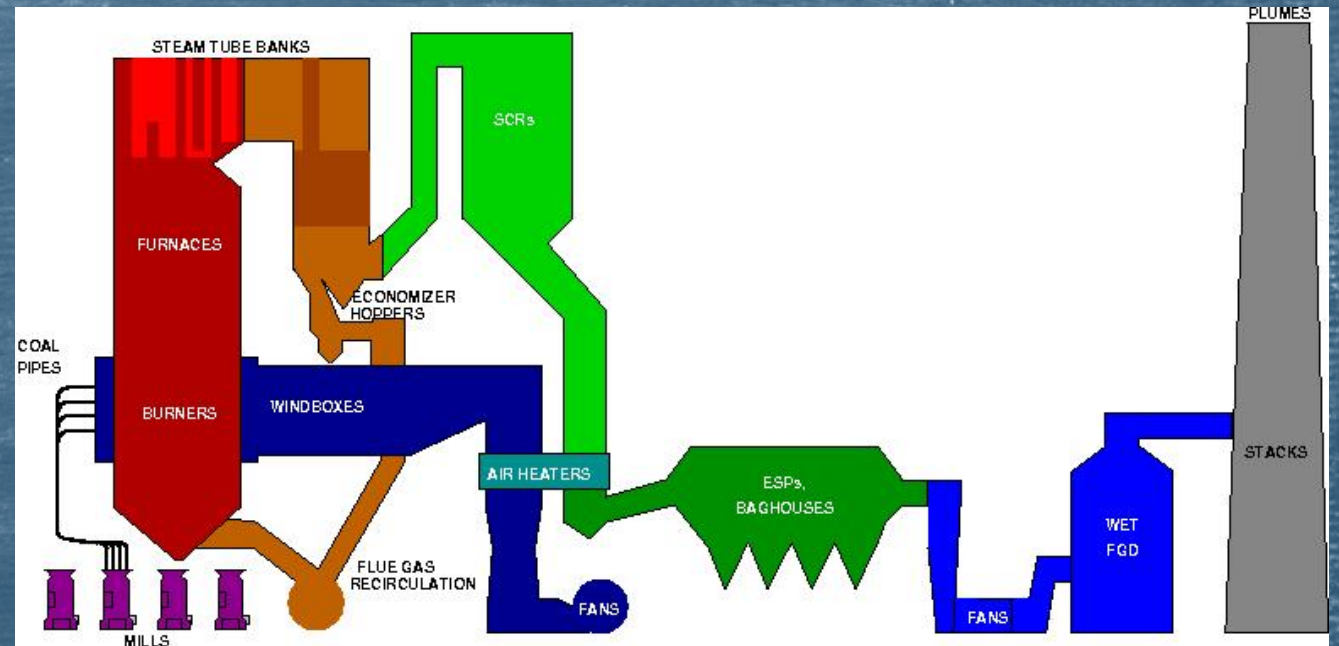 PLUMES
STEAM TUBE BANKS
SCRs
FURNACES
ECONOMIZER
HOPPERS
COAL
PIPES
BURNERS
WINDBOXES
AIR HEATERS
ESPs,
BAGHOUSES
STACKS
WET
FGD
FLUE GAS
RECIRCULATION
FANS
FANS
MILLS